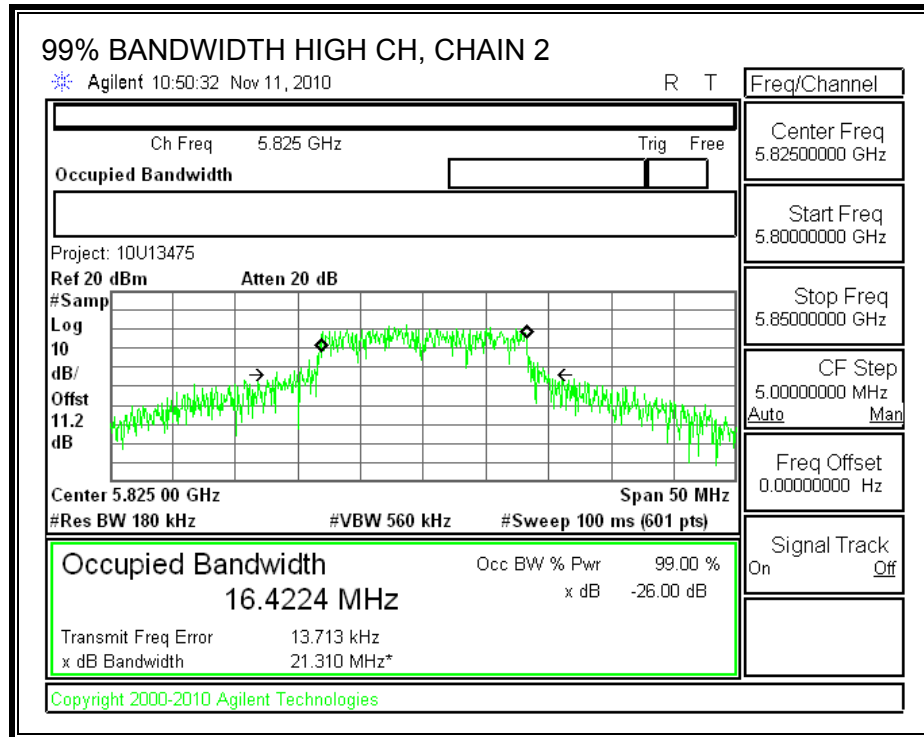 99% BANDWIDTH HIGH CH, CHAIN 2
Agilent 10:50:32 Nov 11, 2010 R T
Freq/Channel
Ch Freq 5.825 GHz Trig Free
Occupied Bandwidth
Center Freq
5.82500000 GHz
Start Freq
5.80000000 GHz
Stop Freq
5.85000000 GHz
CF Step
5.00000000 MHz
Auto Man
Freq Offset
0.00000000 Hz
Signal Track
On Off
Project: 10U13475
Ref 20 dBm Atten 20 dB
#Samp
Log
10
dB/
Offst
11.2
dB
Center 5.825 00 GHz Span 50 MHz
#Res BW 180 kHz #VBW 560 kHz #Sweep 100 ms (601 pts)
Occupied Bandwidth Occ BW % Pwr 99.00 %
16.4224 MHz x dB -26.00 dB
Transmit Freq Error 13.713 kHz
x dB Bandwidth 21.310 MHz*
Copyright 2000-2010 Agilent Technologies